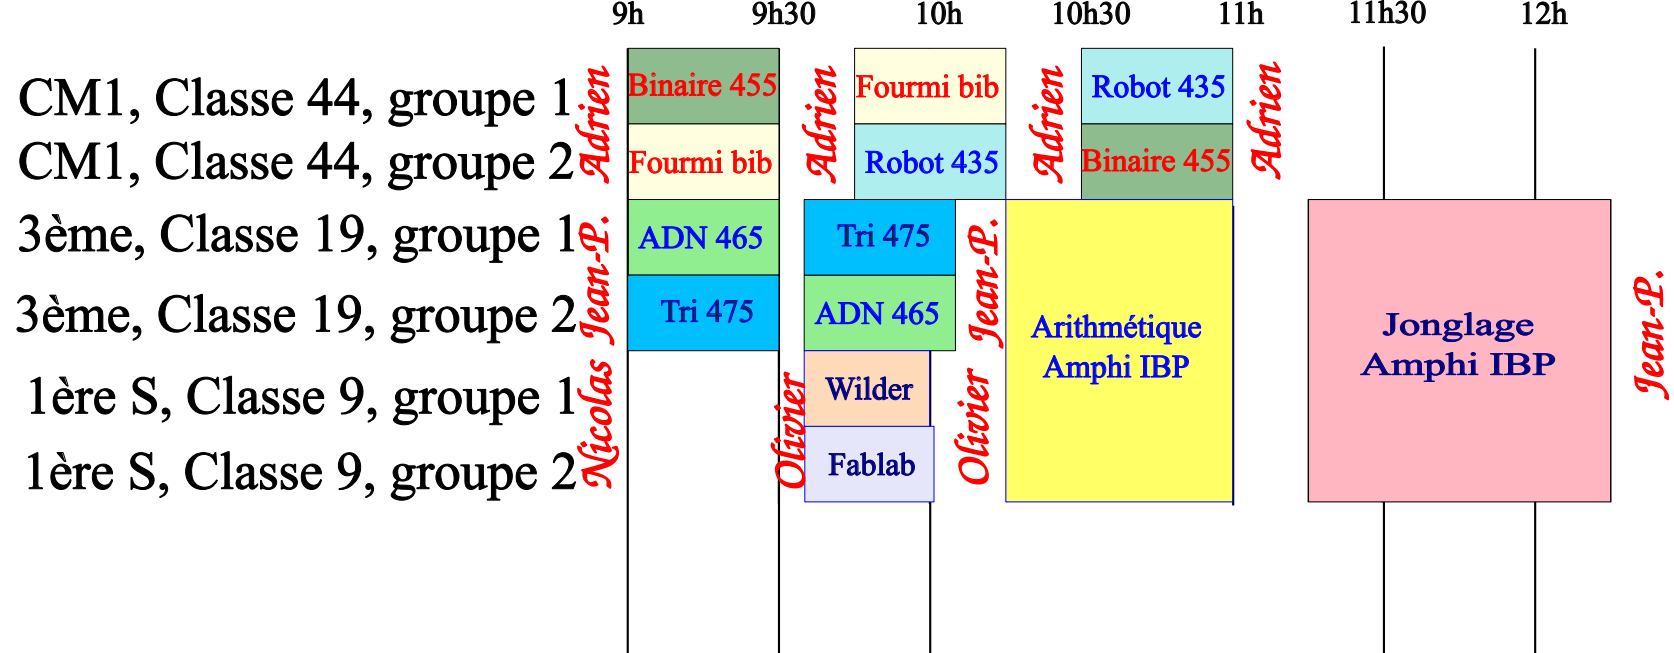 9h 9h30 10h 10h30 11h 11h30 12h
CM1, Classe 44, groupe 1 Adrien Binaire 455 Adrien Fourmi bib Adrien Robot 435 Adrien
CM1, Classe 44, groupe 2 Fourmi bib Robot 435 Binaire 455
3ème, Classe 19, groupe 1 Jean-P. ADN 465 Tri 475 Jean-P.
3ème, Classe 19, groupe 2 Tri 475 ADN 465
Arithmétique
Amphi IBP
Jonglage
Amphi IBP
Jean-P.
1ère S, Classe 9, groupe 1 Nicolas Olivier Wilder Olivier
1ère S, Classe 9, groupe 2 Fablab